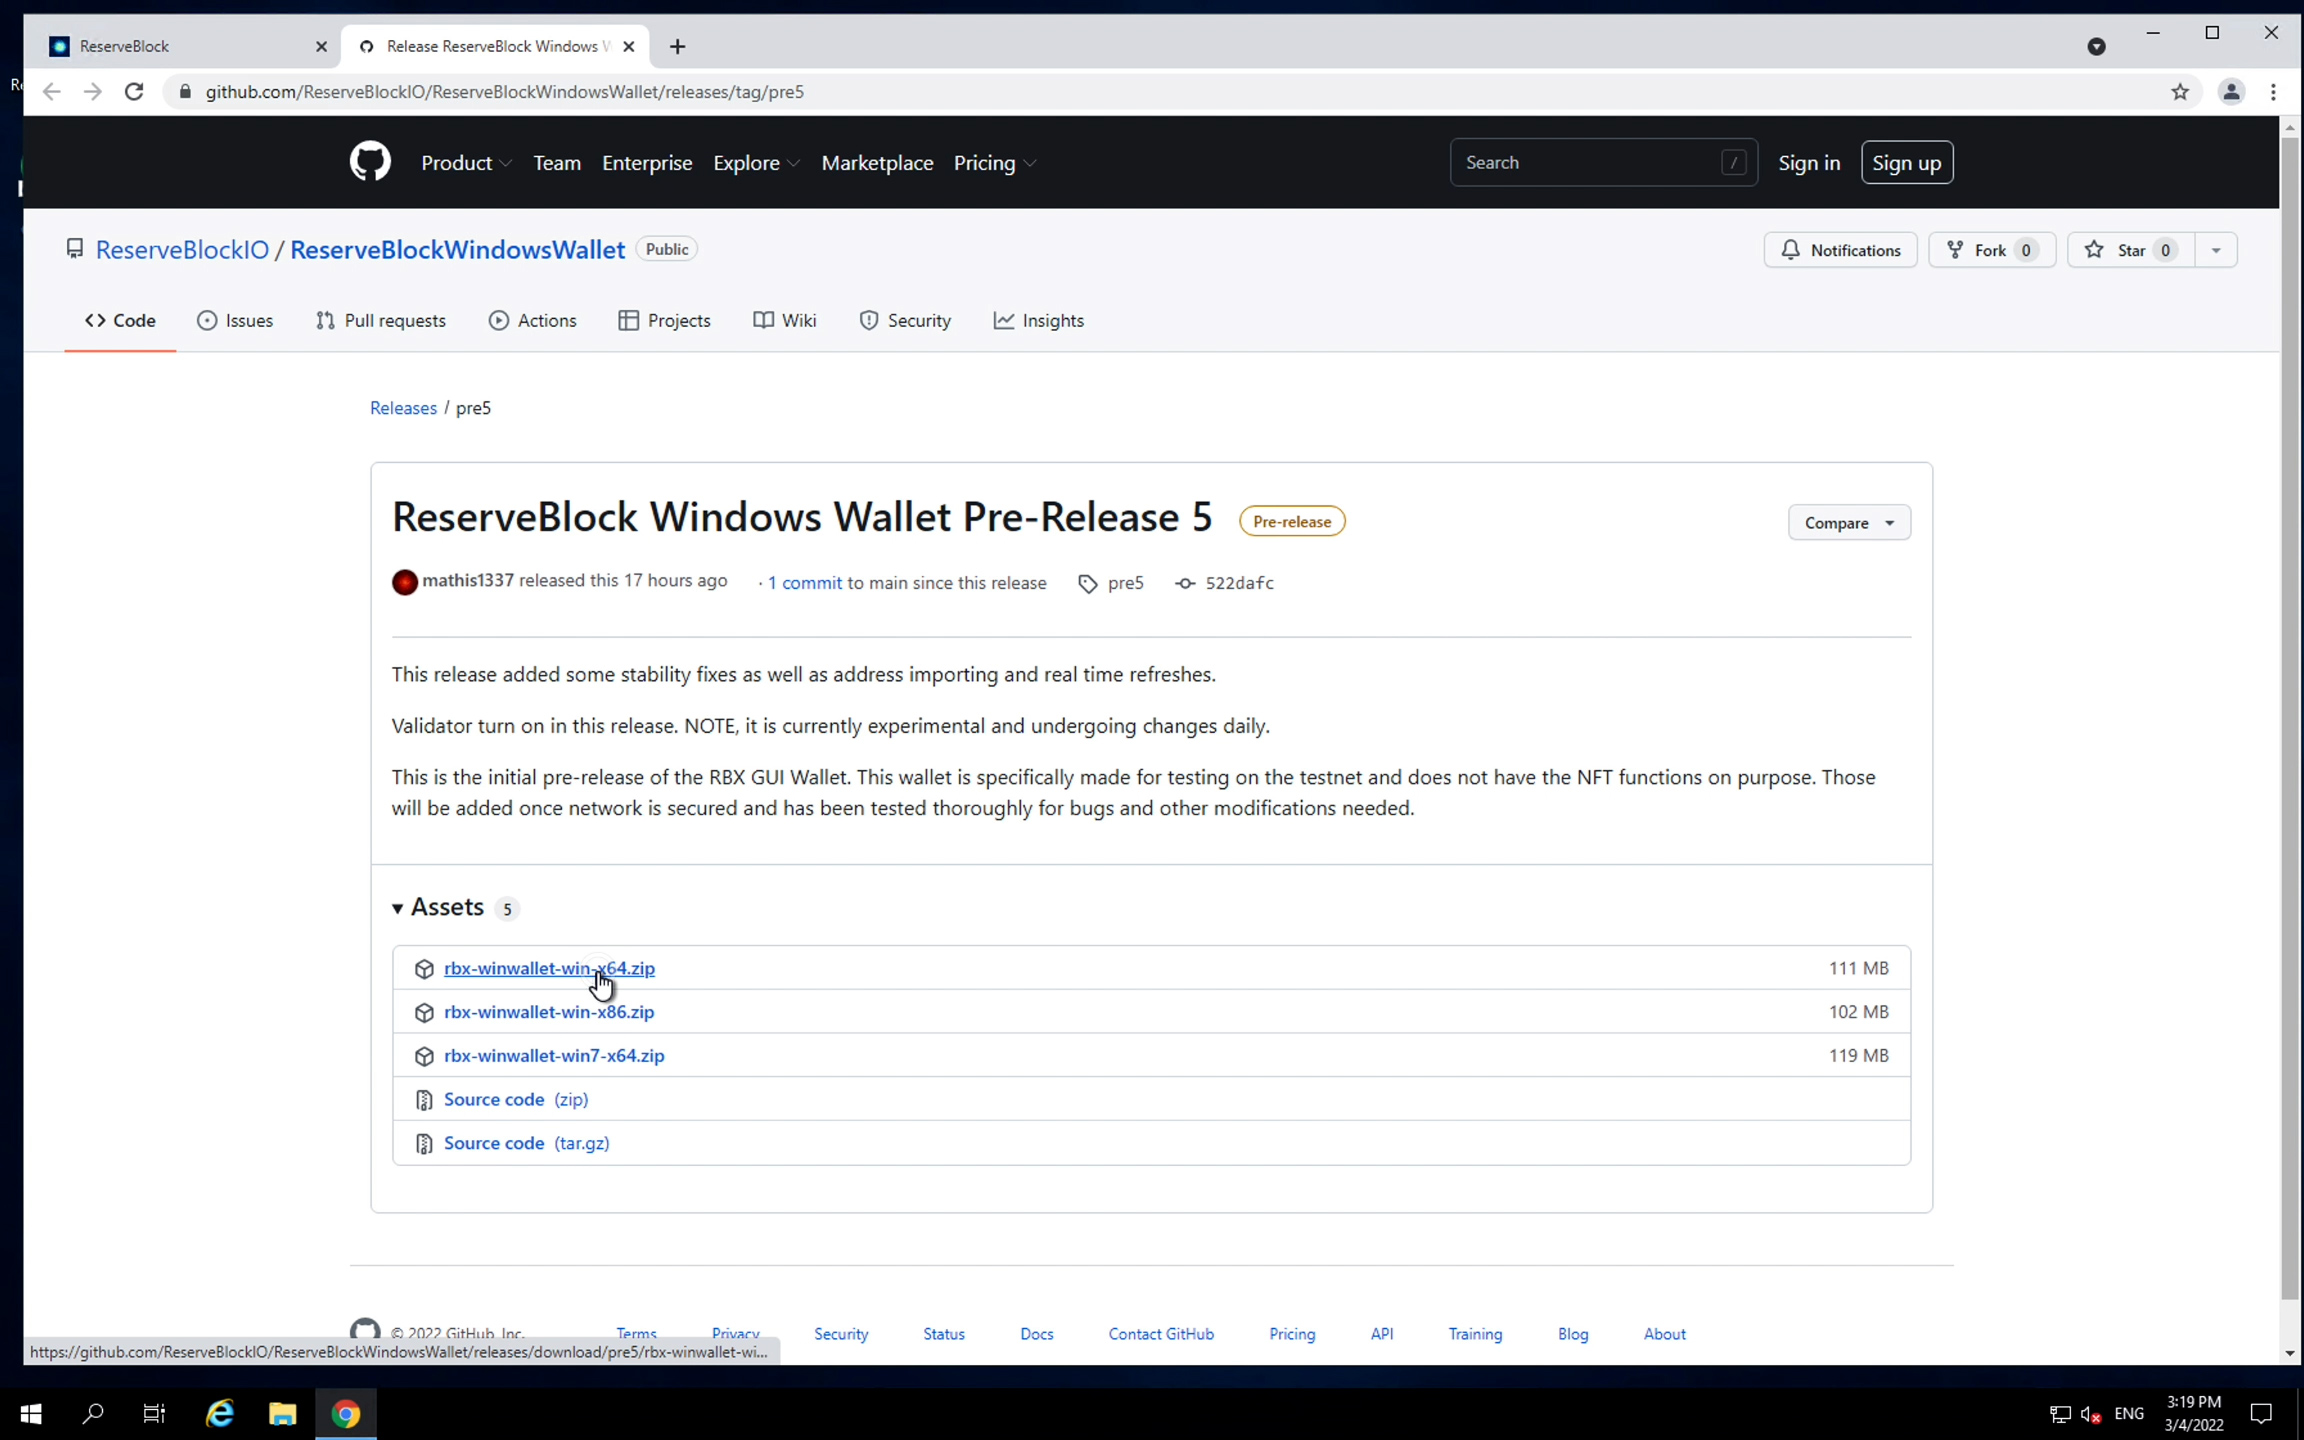 ReserveBlock
Release ReserveBlock Windows
github.com/ReserveBlockIO/ReserveBlockWindowsWallet/releases/tag/pre5
Product Team Enterprise Explore Marketplace Pricing Search / Sign in Sign up
ReserveBlockIO / ReserveBlockWindowsWallet Public Notifications Fork 0 Star 0
<> Code Issues Pull requests Actions Projects Wiki Security Insights
Releases / pre5
ReserveBlock Windows Wallet Pre-Release 5 Pre-release Compare
mathis1337 released this 17 hours ago · 1 commit to main since this release pre5 522dafc
This release added some stability fixes as well as address importing and real time refreshes.
Validator turn on in this release. NOTE, it is currently experimental and undergoing changes daily.
This is the initial pre-release of the RBX GUI Wallet. This wallet is specifically made for testing on the testnet and does not have the NFT functions on purpose. Those
will be added once network is secured and has been tested thoroughly for bugs and other modifications needed.
Assets 5
rbx-winwallet-win-x64.zip 111 MB
rbx-winwallet-win-x86.zip 102 MB
rbx-winwallet-win7-x64.zip 119 MB
Source code (zip)
Source code (tar.gz)
© 2022 GitHub, Inc. Terms Privacy Security Status Docs Contact GitHub Pricing API Training Blog About
https://github.com/ReserveBlockIO/ReserveBlockWindowsWallet/releases/download/pre5/rbx-winwallet-wi...
ENG
3:19 PM
3/4/2022